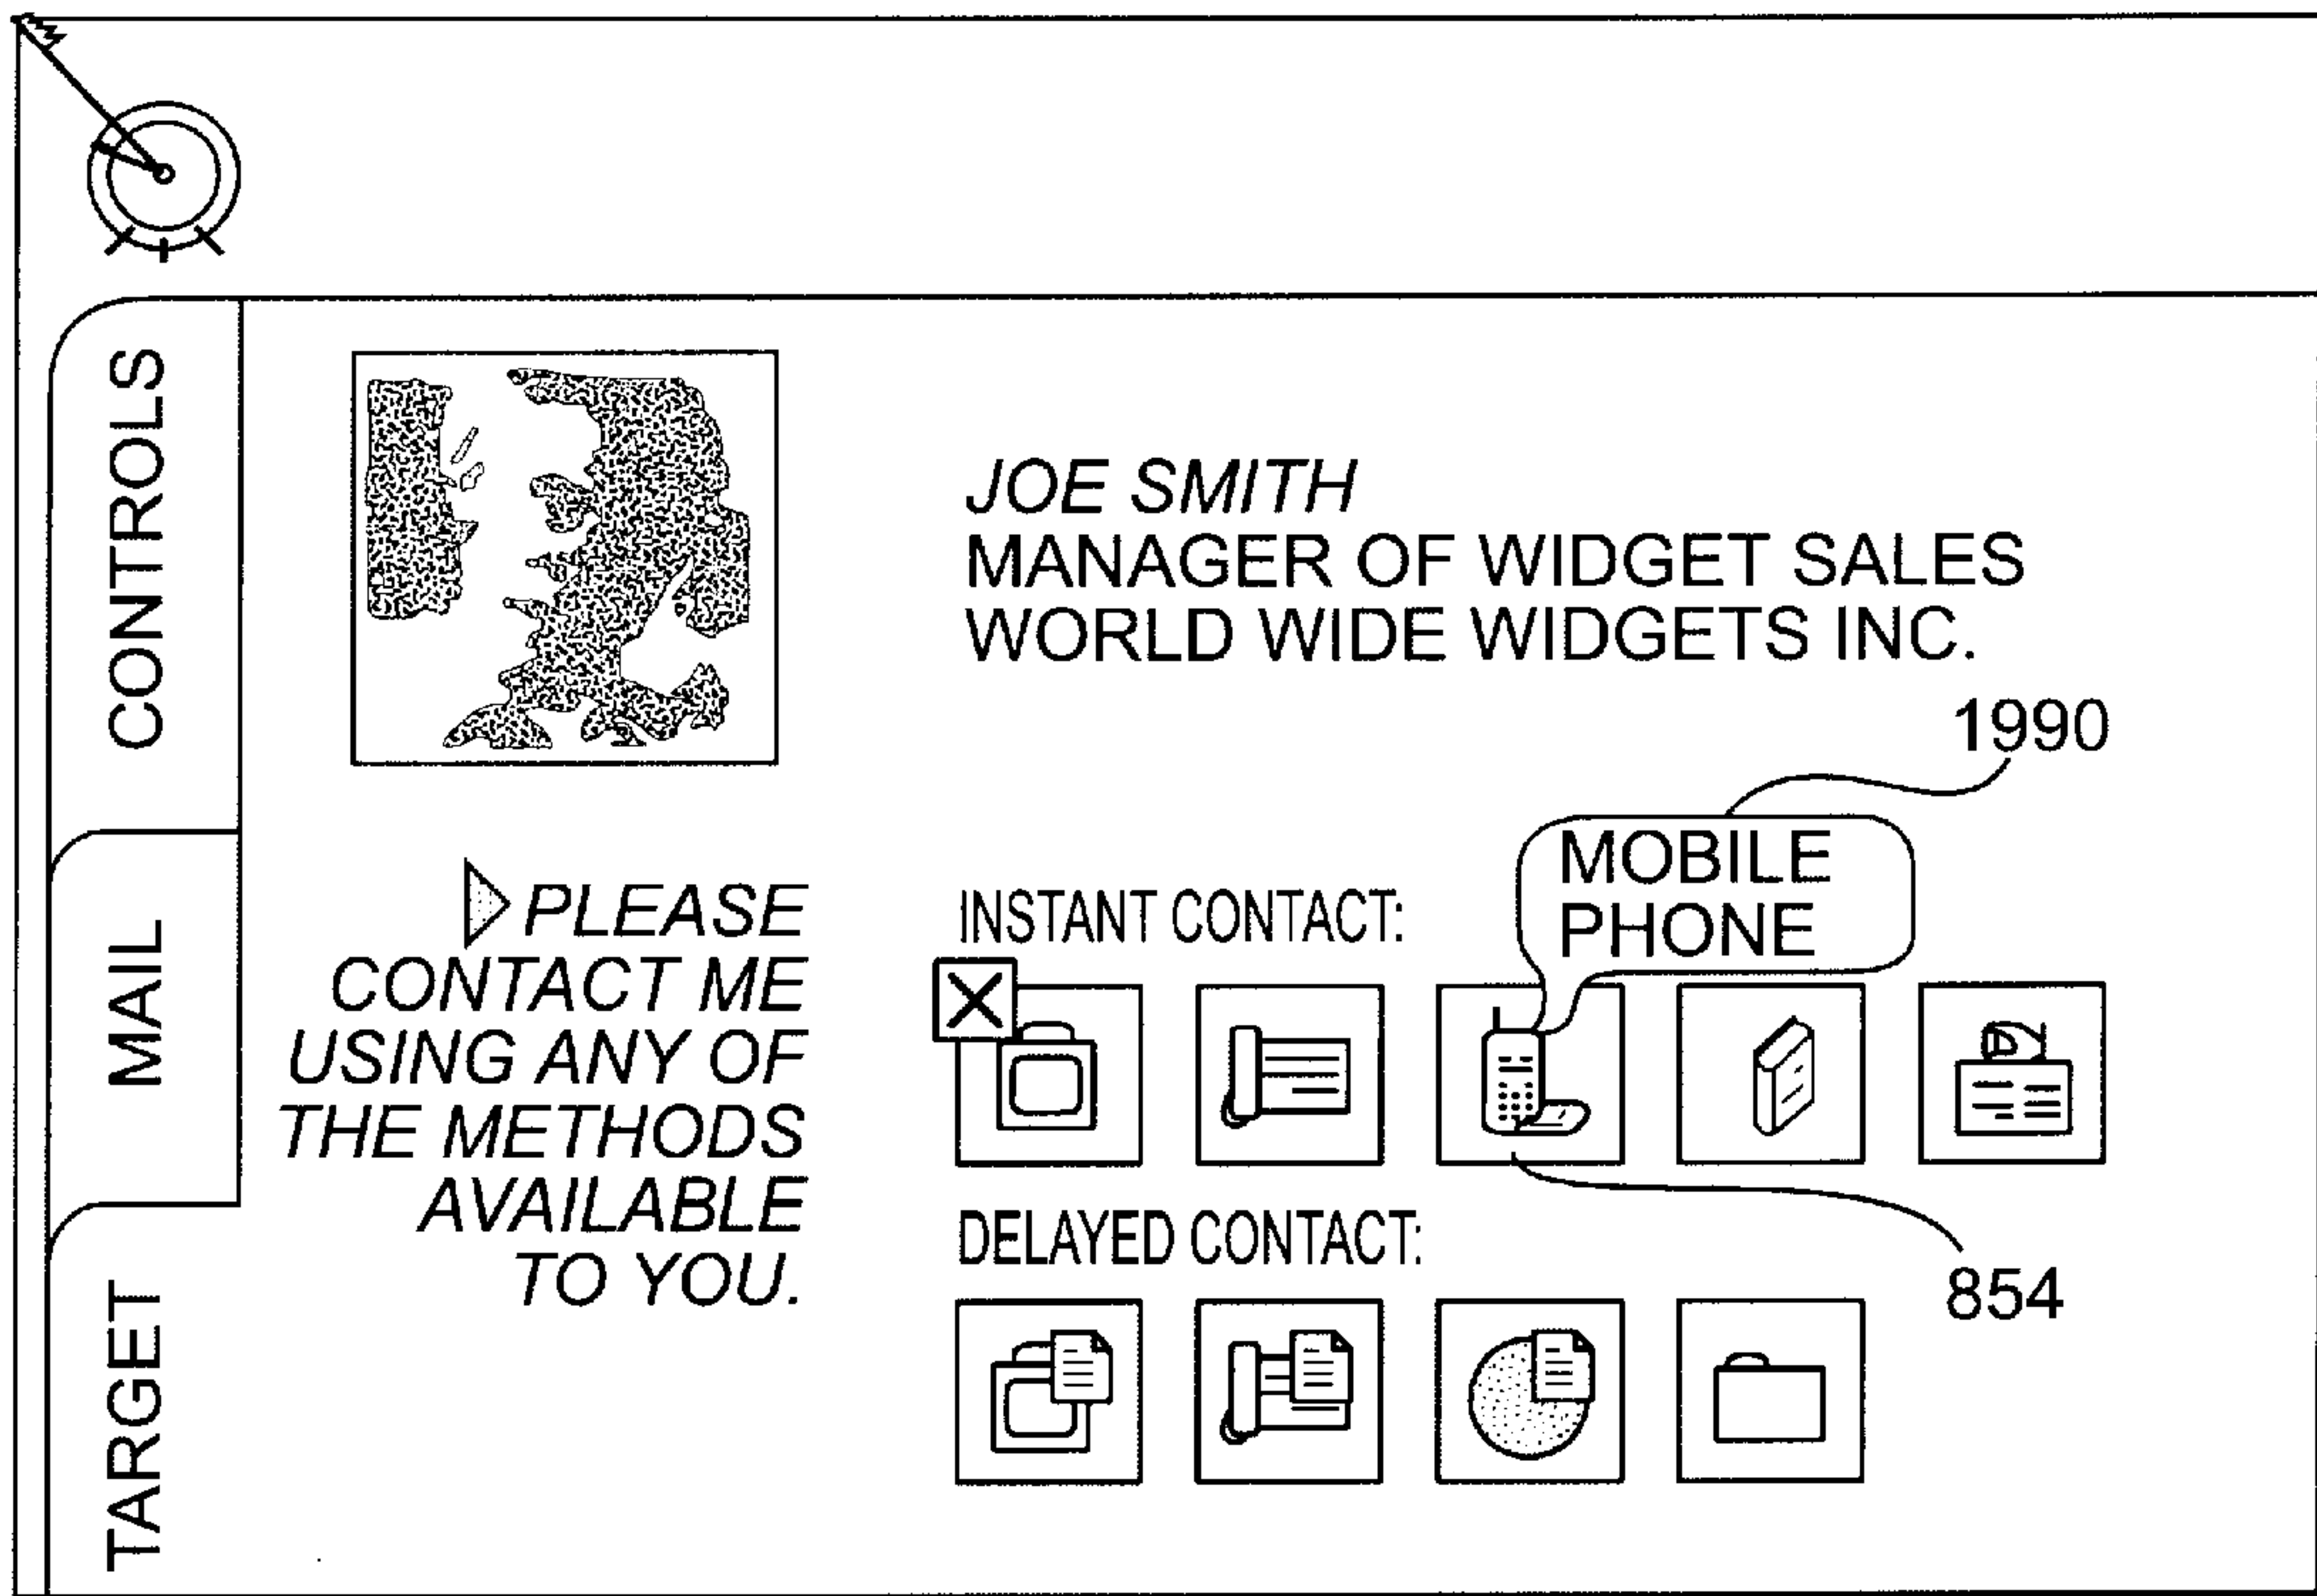 CONTROLS
MAIL
TARGET
JOE SMITH
MANAGER OF WIDGET SALES
WORLD WIDE WIDGETS INC.
1990
MOBILE
PHONE
PLEASE
CONTACT ME
USING ANY OF
THE METHODS
AVAILABLE
TO YOU.
INSTANT CONTACT:
X
DELAYED CONTACT:
854